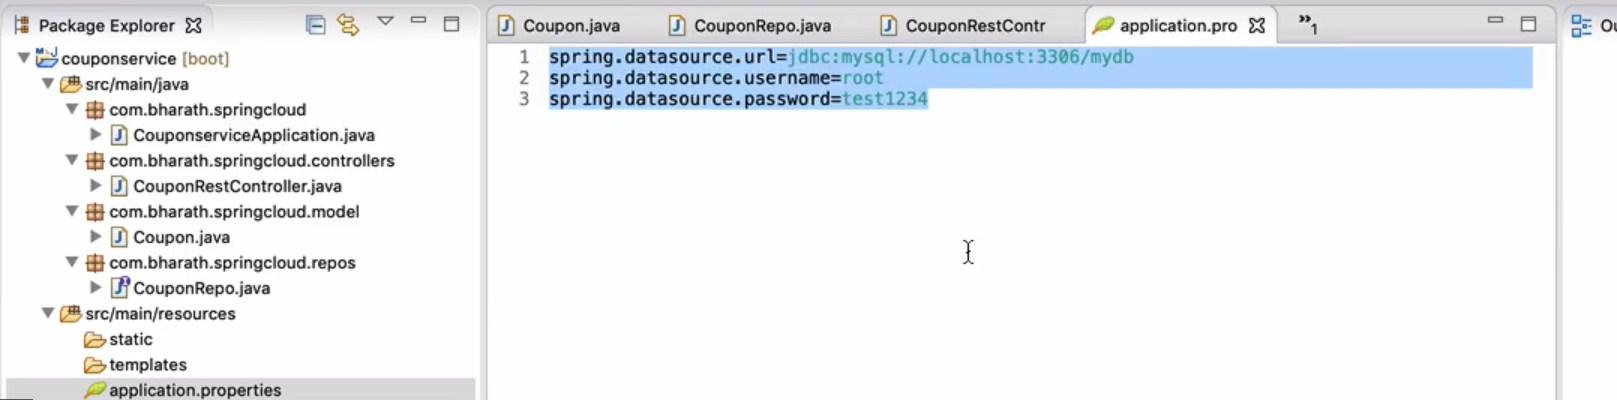 Package Explorer
couponservice [boot]
src/main/java
com.bharath.springcloud
CouponserviceApplication.java
com.bharath.springcloud.controllers
CouponRestController.java
com.bharath.springcloud.model
Coupon.java
com.bharath.springcloud.repos
CouponRepo.java
src/main/resources
static
templates
application.properties
Coupon.java CouponRepo.java CouponRestContr application.pro »1
1 spring.datasource.url=jdbc:mysql://localhost:3306/mydb
2 spring.datasource.username=root
3 spring.datasource.password=test1234